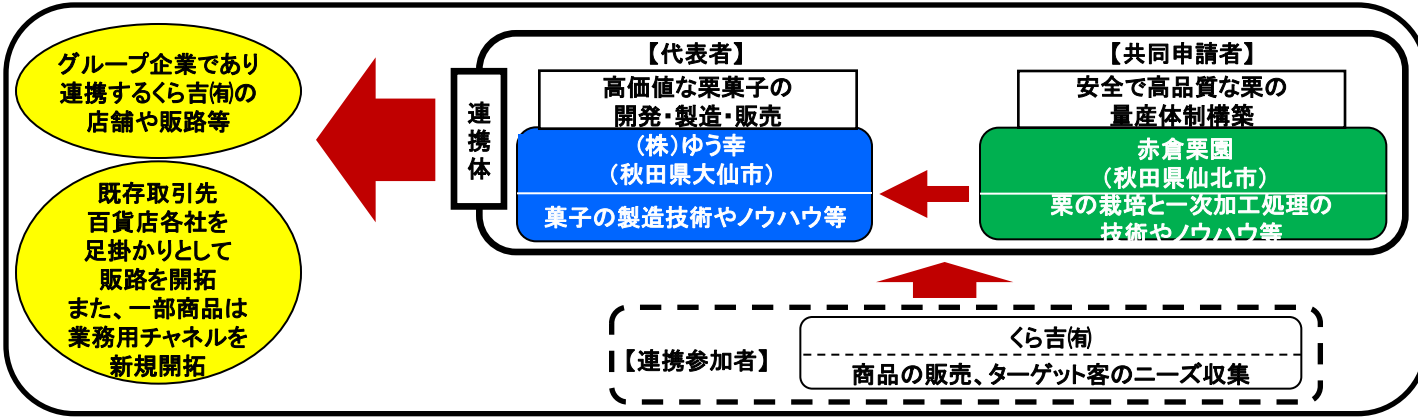 グループ企業であり
連携するくら吉㈲の
店舗や販路等
既存取引先
百貨店各社を
足掛かりとして
販路を開拓
また、一部商品は
業務用チャネルを
新規開拓
連携体
【代表者】
高価値な栗菓子の
開発・製造・販売
（株）ゆう幸
（秋田県大仙市）
菓子の製造技術やノウハウ等
【共同申請者】
安全で高品質な栗の
量産体制構築
赤倉栗園
（秋田県仙北市）
栗の栽培と一次加工処理の
技術やノウハウ等
【連携参加者】
くら吉㈲
商品の販売、ターゲット客のニーズ収集